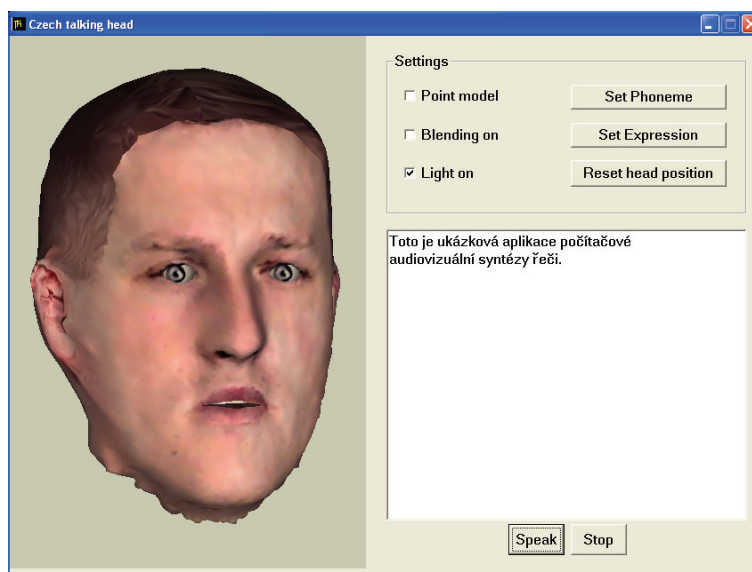 Czech talking head
Settings
Point model
Set Phoneme
Blending on
Set Expression
Light on
Reset head position
Toto je ukázková aplikace počítačové
audiovizuální syntézy řeči.
Speak
Stop